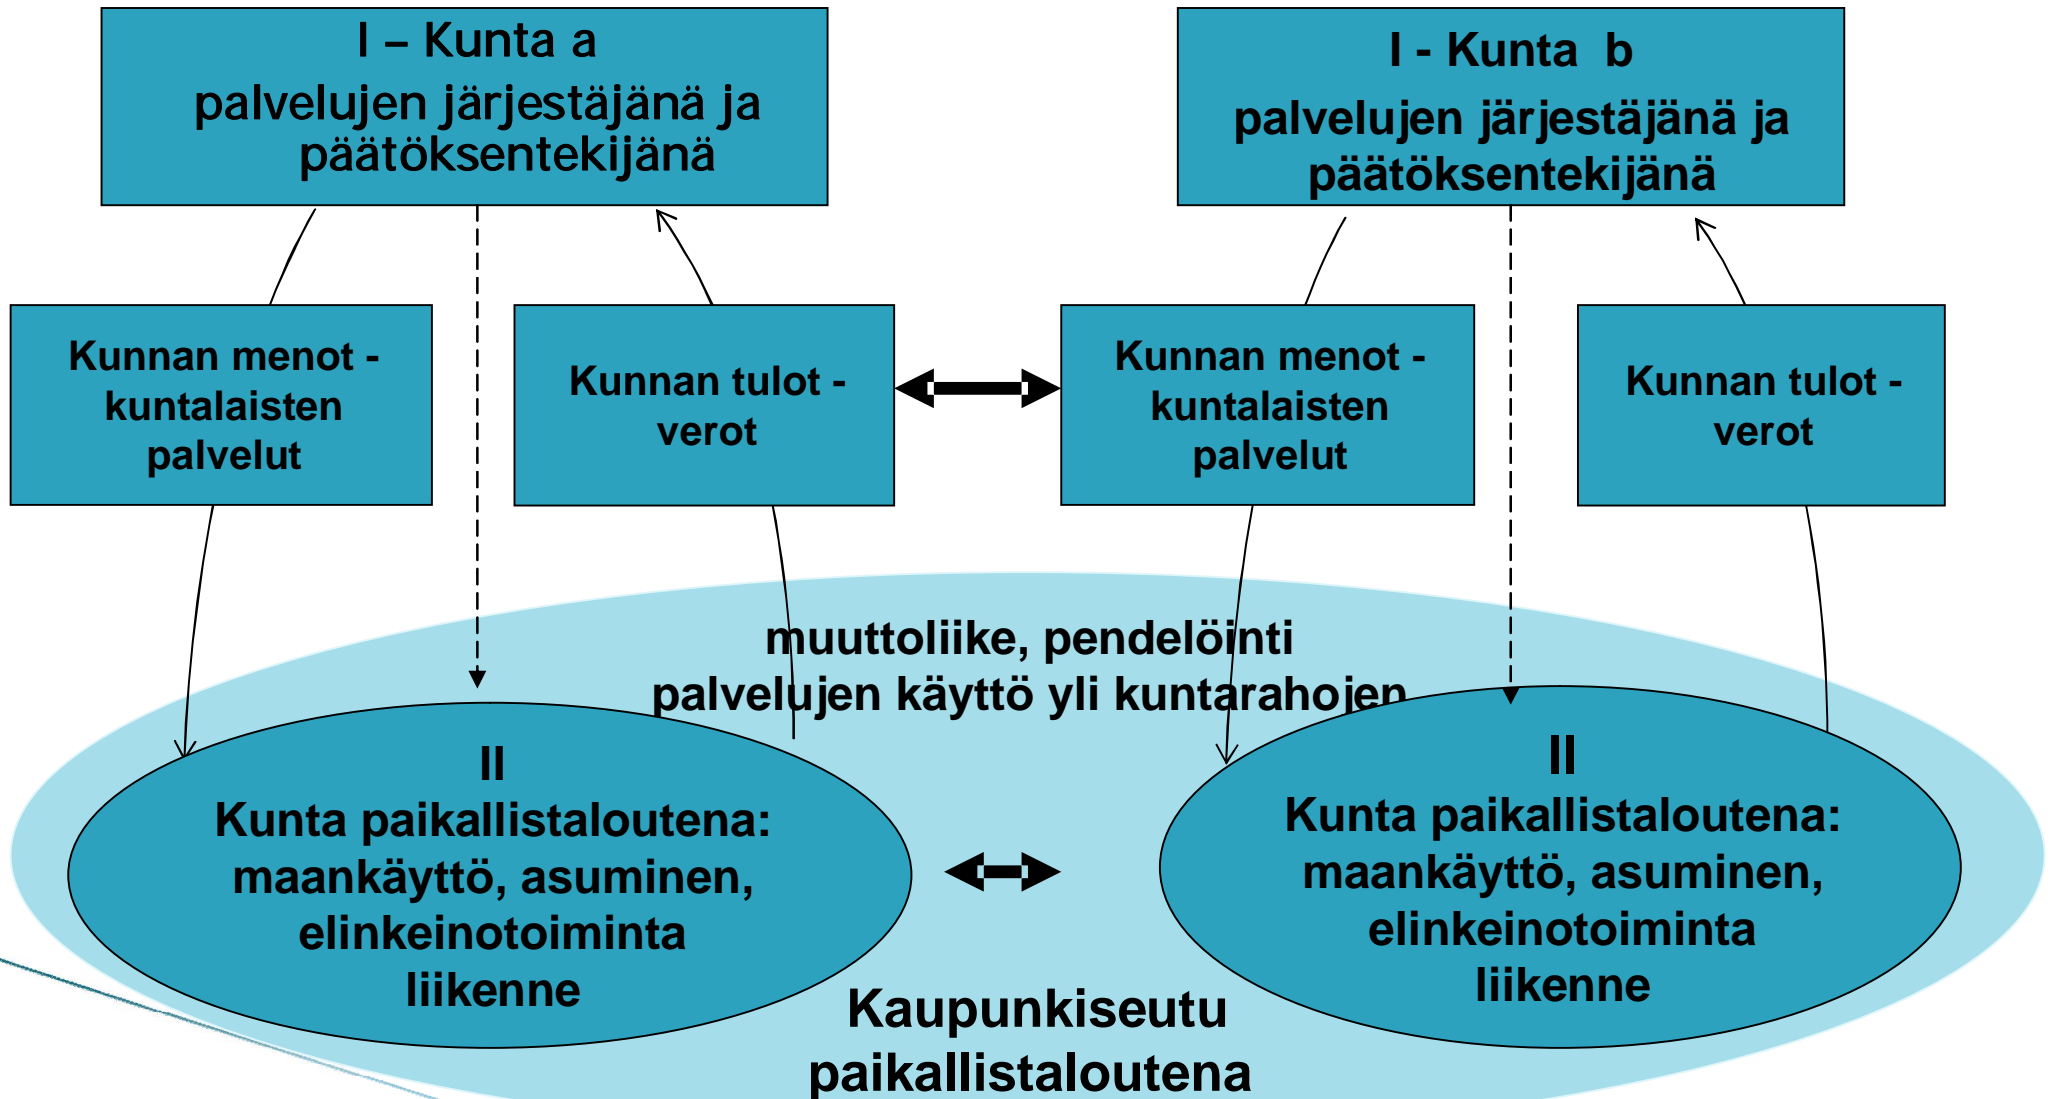 I – Kunta a
palvelujen järjestäjänä ja
päätöksentekijänä
I - Kunta b
palvelujen järjestäjänä ja
päätöksentekijänä
Kunnan menot -
kuntalaisten
palvelut
Kunnan tulot -
verot
Kunnan menot -
kuntalaisten
palvelut
Kunnan tulot -
verot
muuttoliike, pendelöinti
palvelujen käyttö yli kuntarahojen
II
Kunta paikallistaloutena:
maankäyttö, asuminen,
elinkeinotoiminta
liikenne
II
Kunta paikallistaloutena:
maankäyttö, asuminen,
elinkeinotoiminta
liikenne
Kaupunkiseutu
paikallistaloutena